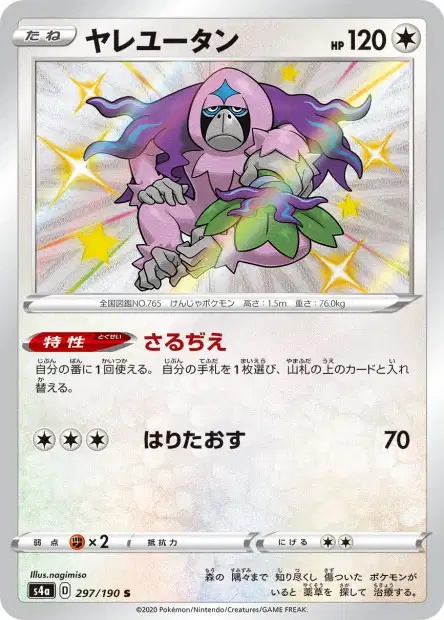 たね ヤレユータン HP 120
全国図鑑NO.765 けんじゃポケモン 高さ:1.5m 重さ:76.0kg
特性 とくせい さるぢえ
自分の番に1回使える。自分の手札を1枚選び、山札の上のカードと入れ
替える。
はりたおす 70
弱点 ×2 抵抗力 にげる
Illus.nagimiso
森の 隅々まで 知り尽くし 傷ついた ポケモンが
いると 薬草を 探して 治療する。
s4a D 297/190 S
©2020 Pokémon/Nintendo/Creatures/GAME FREAK.